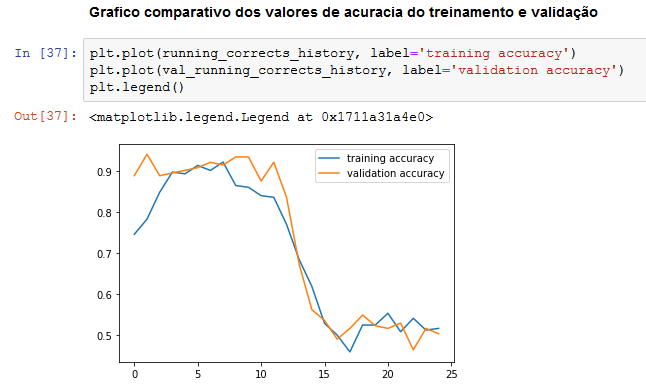 Grafico comparativo dos valores de acuracia do treinamento e validação
In [37]: plt.plot(running_corrects_history, label='training accuracy')
plt.plot(val_running_corrects_history, label='validation accuracy')
plt.legend()
Out[37]: <matplotlib.legend.Legend at 0x1711a31a4e0>
training accuracy
validation accuracy
0.9
0.8
0.7
0.6
0.5
0 5 10 15 20 25